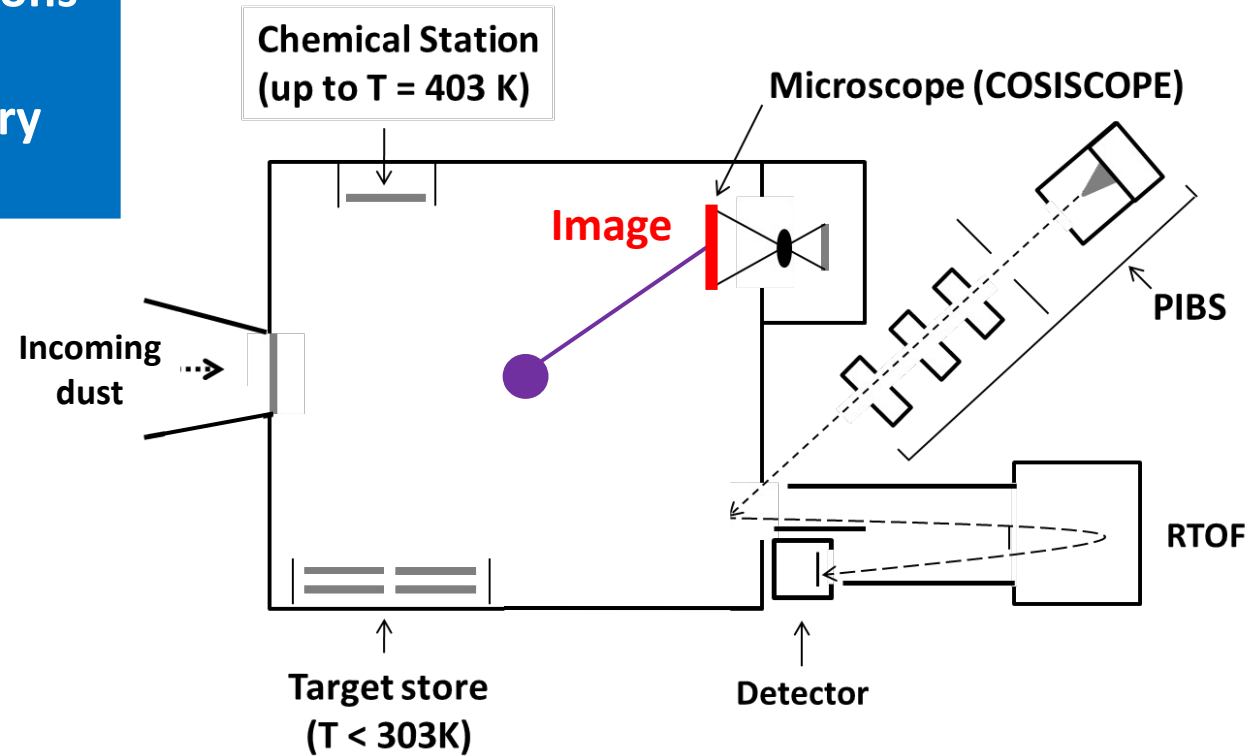 Chemical Station
(up to T = 403 K)
Microscope (COSISCOPE)
Image
PIBS
Incoming
dust
RTOF
Target store
(T < 303K)
Detector